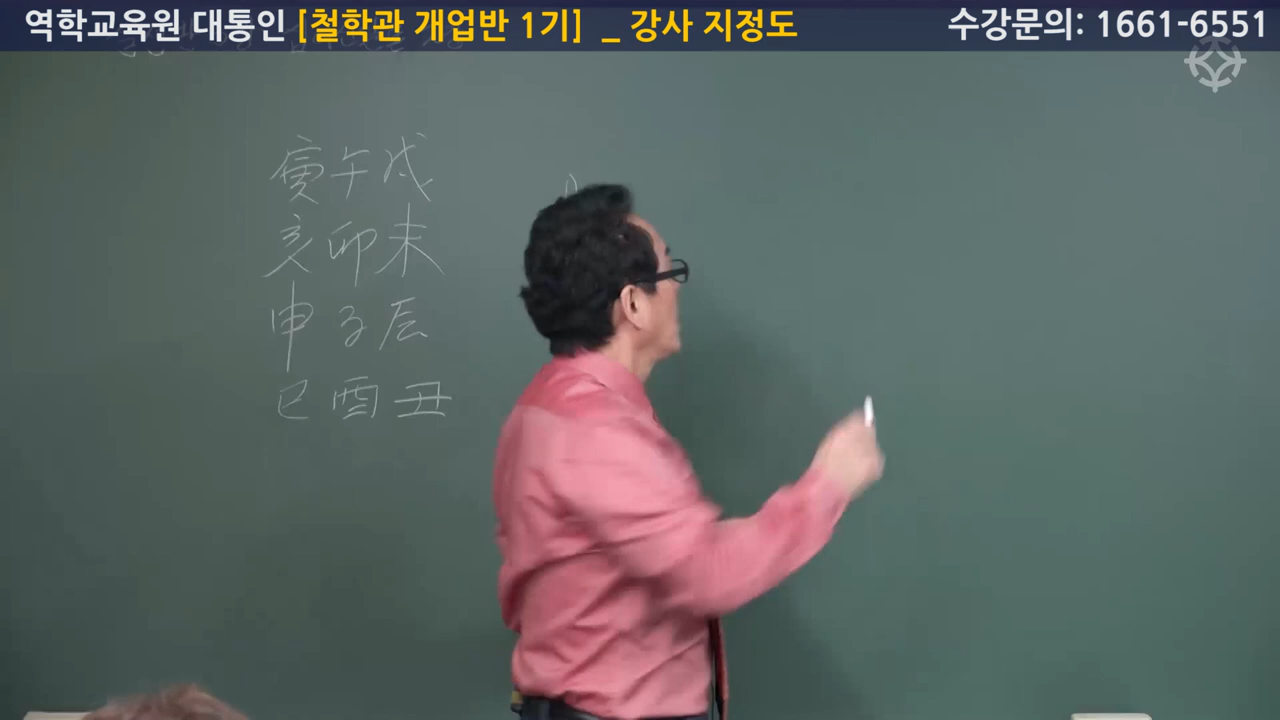 역학교육원 대통인 [철학관 개업반 1기] _ 강사 지정도
수강문의: 1661-6551
寅午戌
亥卯未
申子辰
巳酉丑